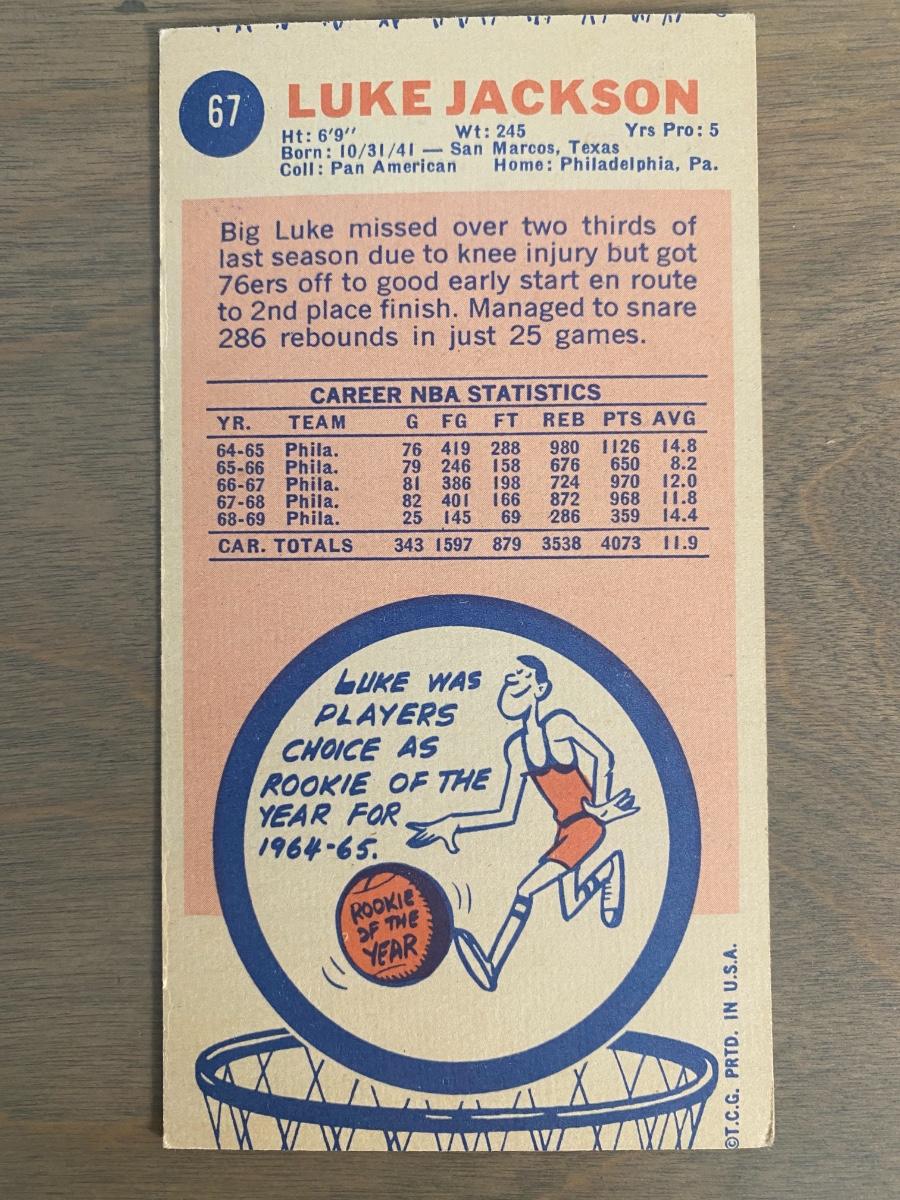 67
LUKE JACKSON
Ht: 6'9" Wt: 245 Yrs Pro: 5
Born: 10/31/41 — San Marcos, Texas
Coll: Pan American Home: Philadelphia, Pa.
Big Luke missed over two thirds of
last season due to knee injury but got
76ers off to good early start en route
to 2nd place finish. Managed to snare
286 rebounds in just 25 games.
CAREER NBA STATISTICS
YR. TEAM G FG FT REB PTS AVG
64-65 Phila. 76 419 288 980 1126 14.8
65-66 Phila. 79 246 158 676 650 8.2
66-67 Phila. 81 386 198 724 970 12.0
67-68 Phila. 82 401 166 872 968 11.8
68-69 Phila. 25 145 69 286 359 14.4
CAR. TOTALS 343 1597 879 3538 4073 11.9
LUKE WAS
PLAYERS
CHOICE AS
ROOKIE OF THE
YEAR FOR
1964-65.
ROOKIE
OF THE
YEAR
©T.C.G. PRTD. IN U.S.A.